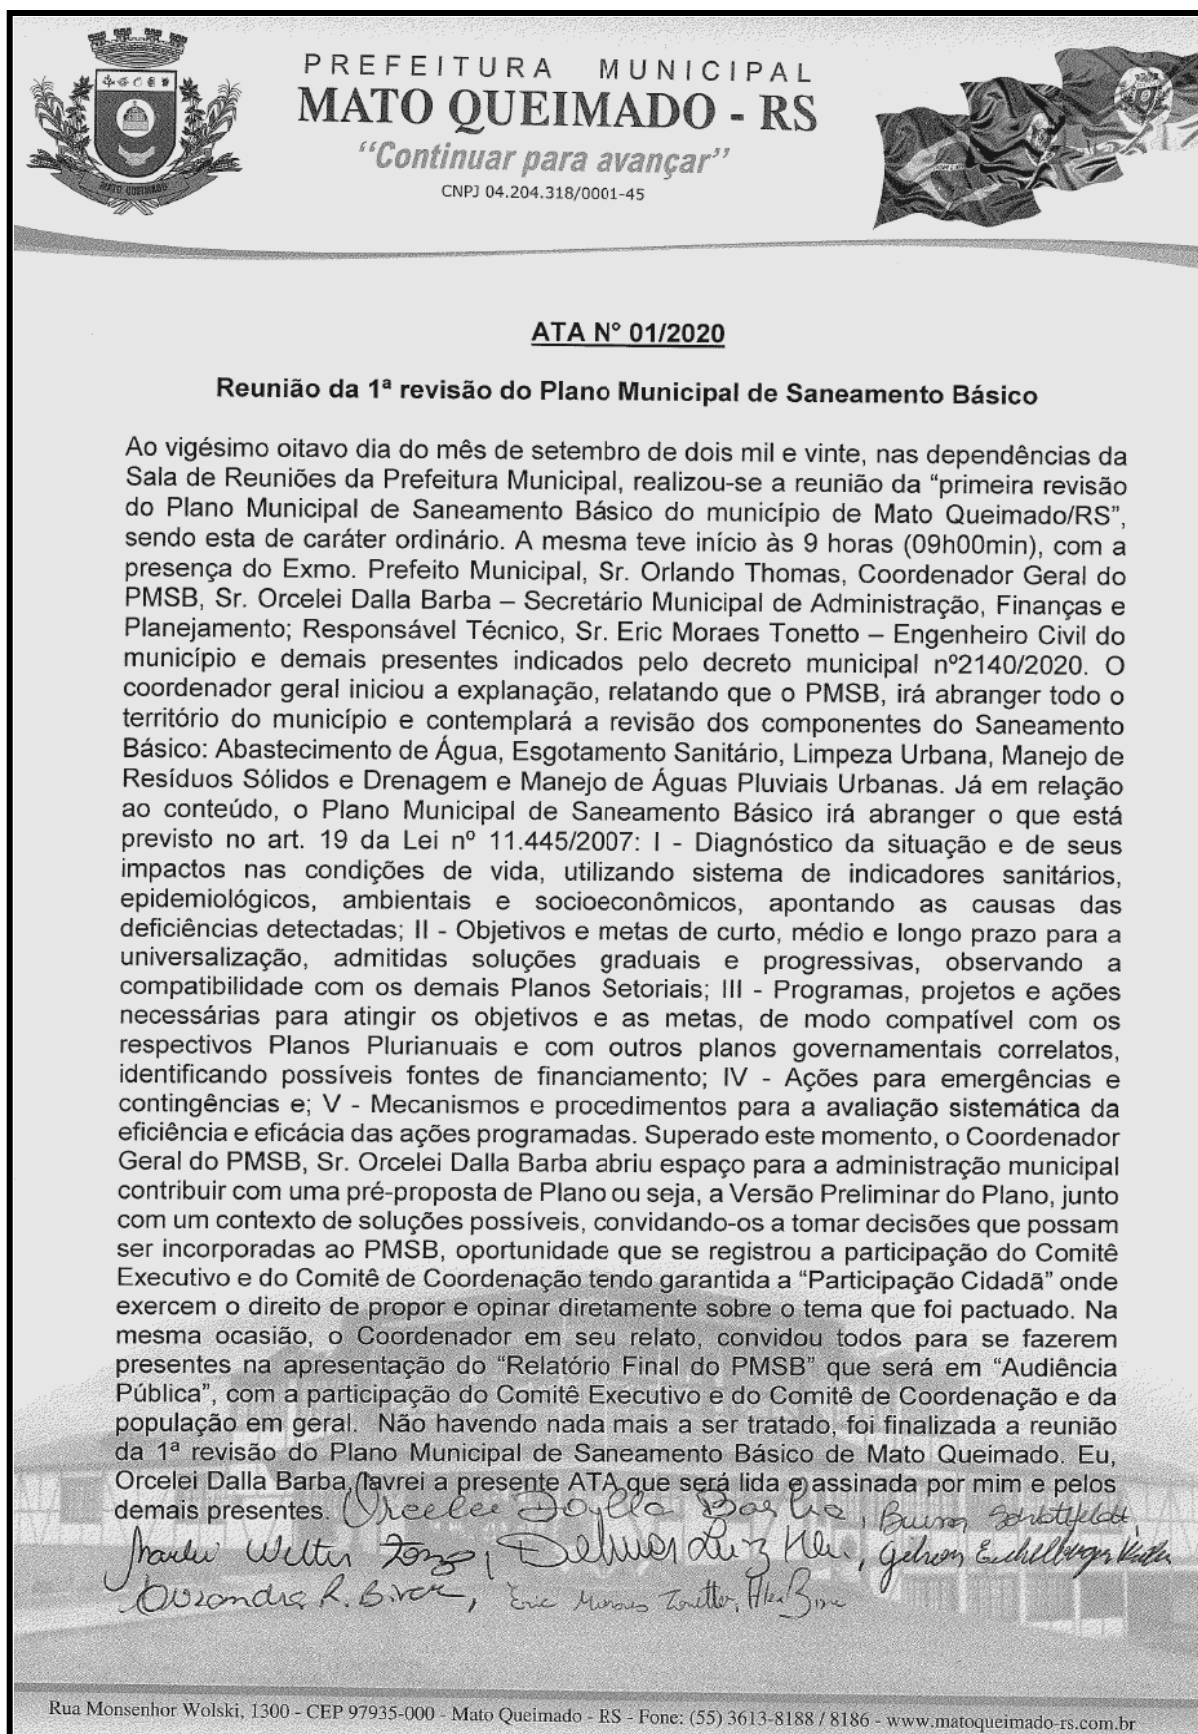 PREFEITURA MUNICIPAL
MATO QUEIMADO - RS
“Continuar para avançar”
CNPJ 04.204.318/0001-45
MATO QUEIMADO
ATA N° 01/2020
Reunião da 1ª revisão do Plano Municipal de Saneamento Básico
Ao vigésimo oitavo dia do mês de setembro de dois mil e vinte, nas dependências da
Sala de Reuniões da Prefeitura Municipal, realizou-se a reunião da “primeira revisão
do Plano Municipal de Saneamento Básico do município de Mato Queimado/RS”,
sendo esta de caráter ordinário. A mesma teve início às 9 horas (09h00min), com a
presença do Exmo. Prefeito Municipal, Sr. Orlando Thomas, Coordenador Geral do
PMSB, Sr. Orcelei Dalla Barba – Secretário Municipal de Administração, Finanças e
Planejamento; Responsável Técnico, Sr. Eric Moraes Tonetto – Engenheiro Civil do
município e demais presentes indicados pelo decreto municipal nº2140/2020. O
coordenador geral iniciou a explanação, relatando que o PMSB, irá abranger todo o
território do município e contemplará a revisão dos componentes do Saneamento
Básico: Abastecimento de Água, Esgotamento Sanitário, Limpeza Urbana, Manejo de
Resíduos Sólidos e Drenagem e Manejo de Águas Pluviais Urbanas. Já em relação
ao conteúdo, o Plano Municipal de Saneamento Básico irá abranger o que está
previsto no art. 19 da Lei nº 11.445/2007: I - Diagnóstico da situação e de seus
impactos nas condições de vida, utilizando sistema de indicadores sanitários,
epidemiológicos, ambientais e socioeconômicos, apontando as causas das
deficiências detectadas; II - Objetivos e metas de curto, médio e longo prazo para a
universalização, admitidas soluções graduais e progressivas, observando a
compatibilidade com os demais Planos Setoriais; III - Programas, projetos e ações
necessárias para atingir os objetivos e as metas, de modo compatível com os
respectivos Planos Plurianuais e com outros planos governamentais correlatos,
identificando possíveis fontes de financiamento; IV - Ações para emergências e
contingências e; V - Mecanismos e procedimentos para a avaliação sistemática da
eficiência e eficácia das ações programadas. Superado este momento, o Coordenador
Geral do PMSB, Sr. Orcelei Dalla Barba abriu espaço para a administração municipal
contribuir com uma pré-proposta de Plano ou seja, a Versão Preliminar do Plano, junto
com um contexto de soluções possíveis, convidando-os a tomar decisões que possam
ser incorporadas ao PMSB, oportunidade que se registrou a participação do Comitê
Executivo e do Comitê de Coordenação tendo garantida a “Participação Cidadã” onde
exercem o direito de propor e opinar diretamente sobre o tema que foi pactuado. Na
mesma ocasião, o Coordenador em seu relato, convidou todos para se fazerem
presentes na apresentação do “Relatório Final do PMSB” que será em “Audiência
Pública”, com a participação do Comitê Executivo e do Comitê de Coordenação e da
população em geral. Não havendo nada mais a ser tratado, foi finalizada a reunião
da 1ª revisão do Plano Municipal de Saneamento Básico de Mato Queimado. Eu,
Orcelei Dalla Barba, lavrei a presente ATA que será lida e assinada por mim e pelos
demais presentes. Orcelei Dalla Barba,
Welter Delmar Luiz
R. Eric Moraes Tonetto,
Rua Monsenhor Wolski, 1300 - CEP 97935-000 - Mato Queimado - RS - Fone: (55) 3613-8188 / 8186 - www.matoqueimado-rs.com.br